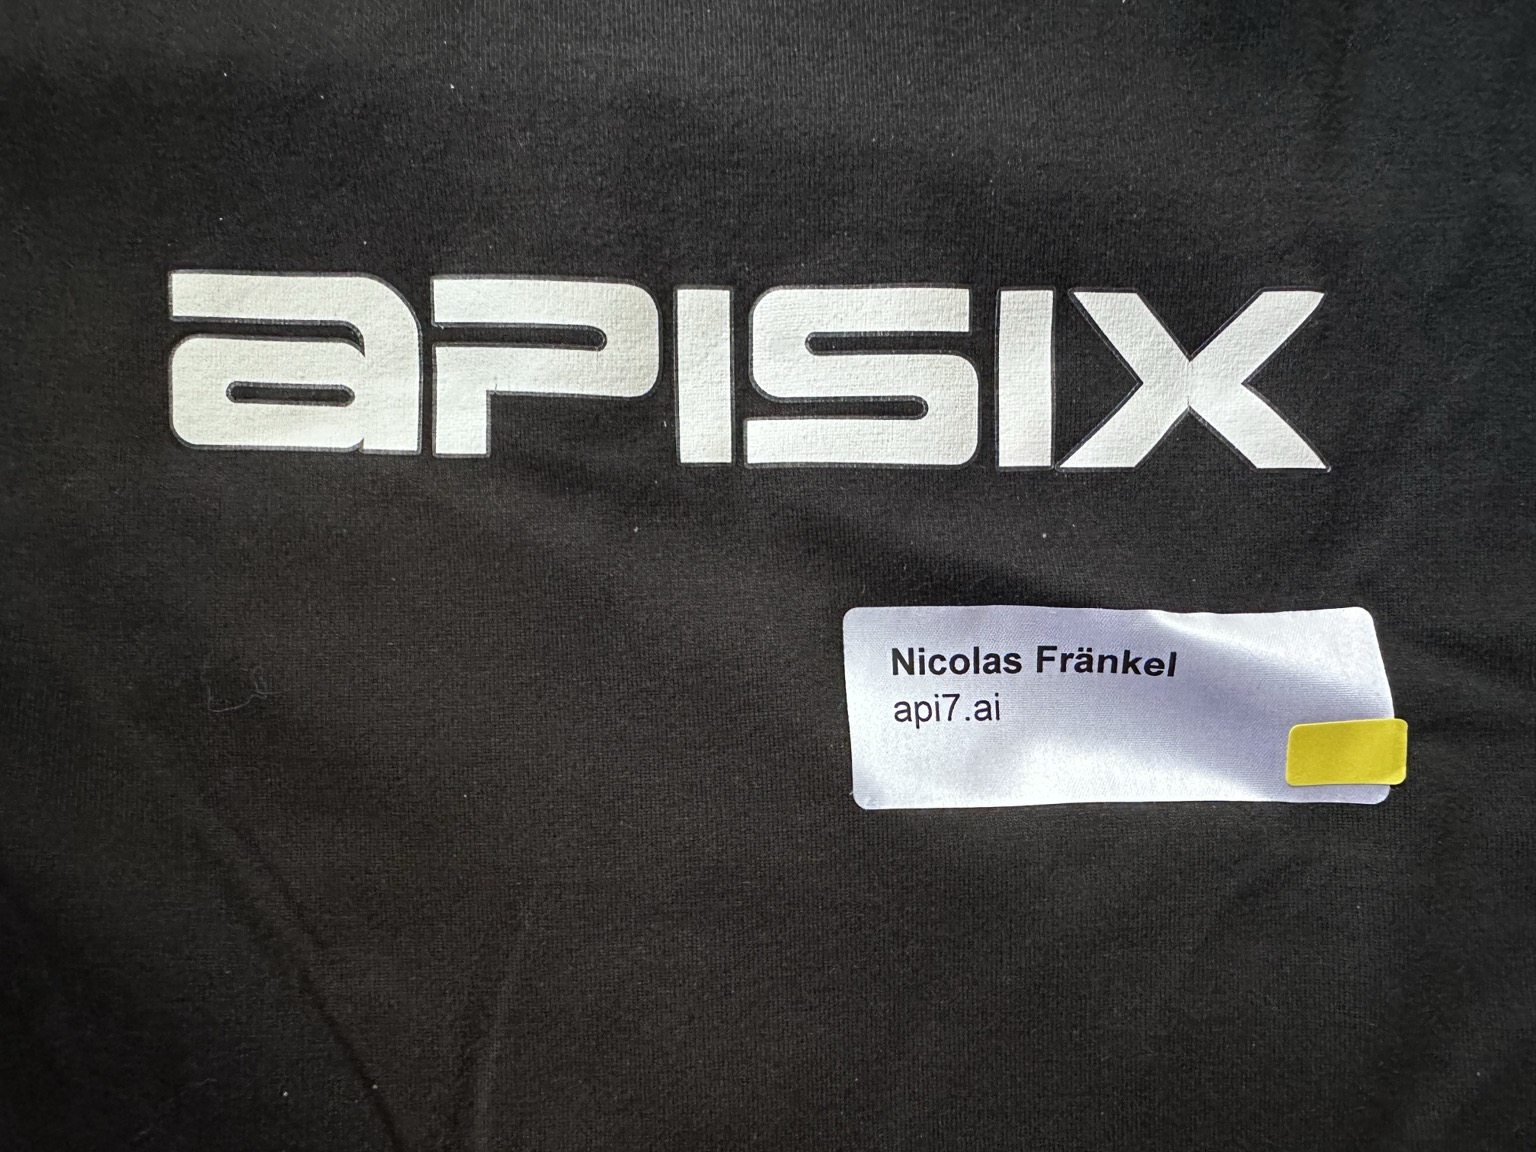 aPISIX
Nicolas Fränkel
api7.ai